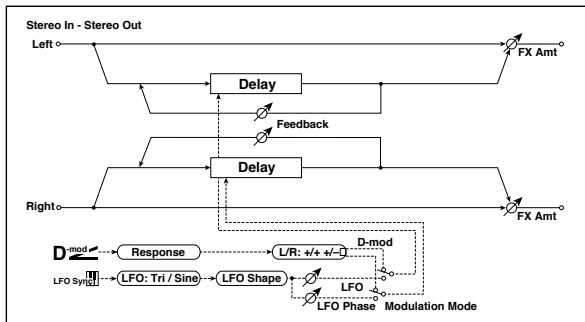 Stereo In - Stereo Out
Left
FX Amt
Delay
Feedback
Delay
Right
FX Amt
D-mod
D-mod Response L/R: +/+ +/–
LFO Sync LFO: Tri / Sine LFO Shape
LFO
LFO Phase Modulation Mode